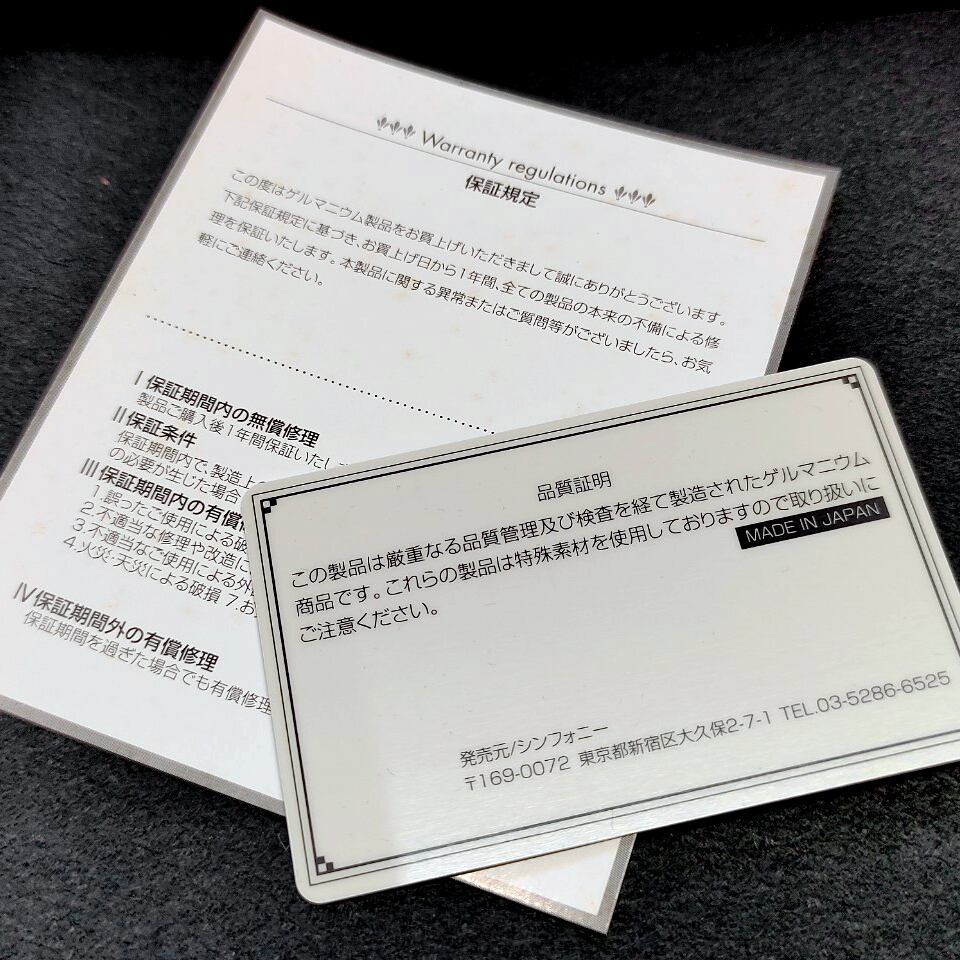 Warranty regulations
保証規定
この度はゲルマニウム製品をお買上げいただきまして誠にありがとうございます。
下記保証規定に基づき、お買上げ日から1年間、全ての製品の本来の不備による修
理を保証いたします。本製品に関する異常またはご質問等がございましたら、お気
軽にご連絡ください。
I 保証期間内の無償修理
製品ご購入後1年間保証いたし
II 保証条件
保証期間内で、製造上
の必要が生じた場合
III 保証期間内の有償
1.誤ったご使用による破
2.不適当な修理や改造に
3.不適当なご使用による外
4.火災・天災による破損 7.お
IV 保証期間外の有償修理
保証期間を過ぎた場合でも有償修理
品質証明
この製品は厳重なる品質管理及び検査を経て製造されたゲルマニウム
商品です。これらの製品は特殊素材を使用しておりますので取り扱いに
ご注意ください。
MADE IN JAPAN
発売元/シンフォニー
〒169-0072 東京都新宿区大久保2-7-1 TEL.03-5286-6525